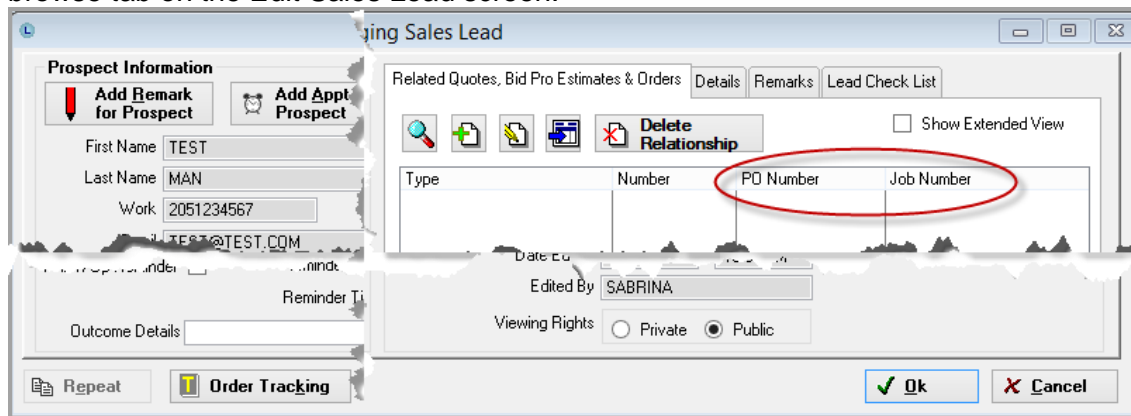 browse tab on the Edit Sales Lead screen.
ging Sales Lead
Prospect Information
Add Remark
for Prospect
Add Appt
Prospect
First Name TEST
Last Name MAN
Work 2051234567
TEST@TEST.COM
Reminder Ti
Outcome Details
Related Quotes, Bid Pro Estimates & Orders Details Remarks Lead Check List
Delete
Relationship
Show Extended View
Type Number PO Number Job Number
Date Ed
Edited By SABRINA
Viewing Rights Private Public
Repeat Order Tracking Ok Cancel